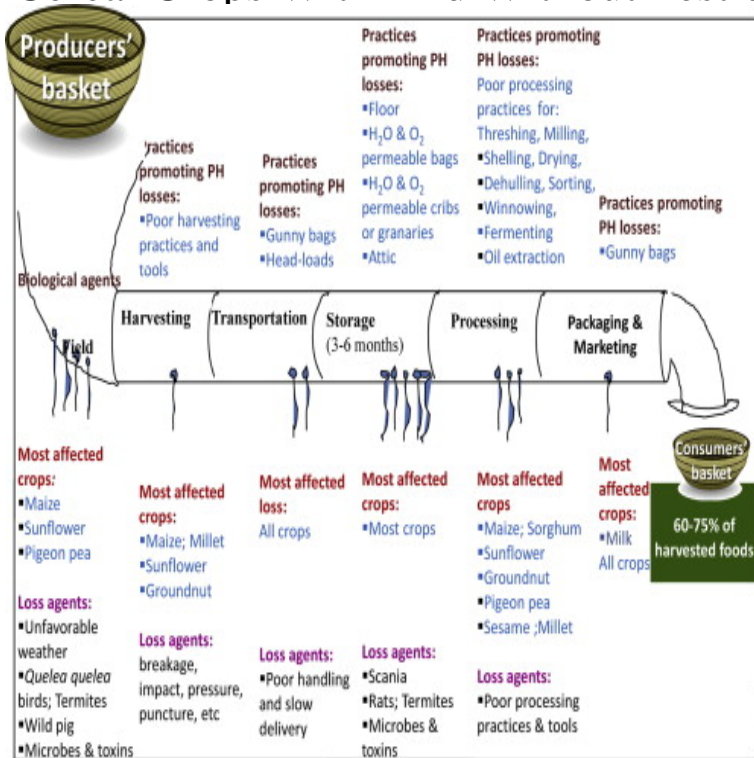 Producers'
basket
Practices
promoting PH
losses:
▪Floor
▪H2O & O2
permeable bags
▪H2O & O2
permeable cribs
or granaries
▪Attic
Practices promoting
PH losses:
Poor processing
practices for:
Threshing, Milling,
▪Shelling, Drying,
▪Dehulling, Sorting,
▪Winnowing,
▪Fermenting
▪Oil extraction
ractices
promoting PH
losses:
▪Poor harvesting
practices and
tools
Practices
promoting PH
losses:
▪Gunny bags
▪Head-loads
Practices promoting
PH losses:
▪Gunny bags
Biological agents
Field
Harvesting
Transportation
Storage
(3-6 months)
Processing
Packaging &
Marketing
Consumers'
basket
60-75% of
harvested foods
Most affected
crops:
▪Maize
▪Sunflower
▪Pigeon pea
Loss agents:
▪Unfavorable
weather
▪Quelea quelea
birds; Termites
▪Wild pig
▪Microbes & toxins
Most affected
crops:
▪Maize; Millet
▪Sunflower
▪Groundnut
Loss agents:
breakage,
impact, pressure,
puncture, etc
Most affected
loss:
All crops
Loss agents:
▪Poor handling
and slow
delivery
Most affected
crops:
▪Most crops
Loss agents:
▪Scania
▪Rats; Termites
▪Microbes &
toxins
Most affected
crops
▪Maize; Sorghum
▪Sunflower
▪Groundnut
▪Pigeon pea
▪Sesame ;Millet
Loss agents:
▪Poor processing
practices & tools
Most
affected
crops:
▪Milk
All crops